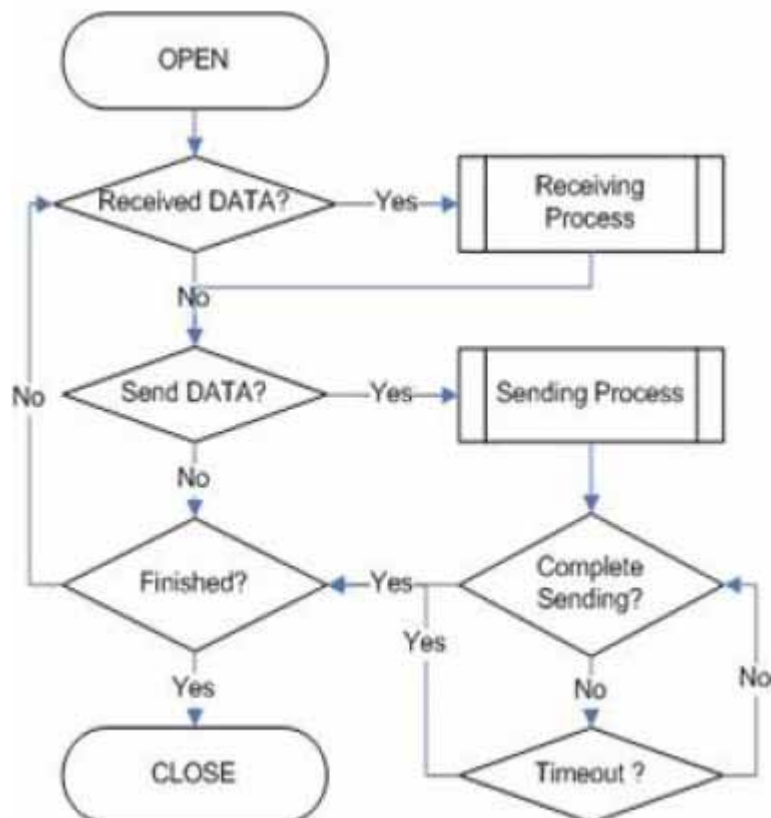 OPEN
Received DATA?
Yes
Receiving
Process
No
Send DATA?
Yes
Sending Process
No
No
Finished?
Yes
Complete
Sending?
Yes
No
No
Yes
CLOSE
Timeout ?